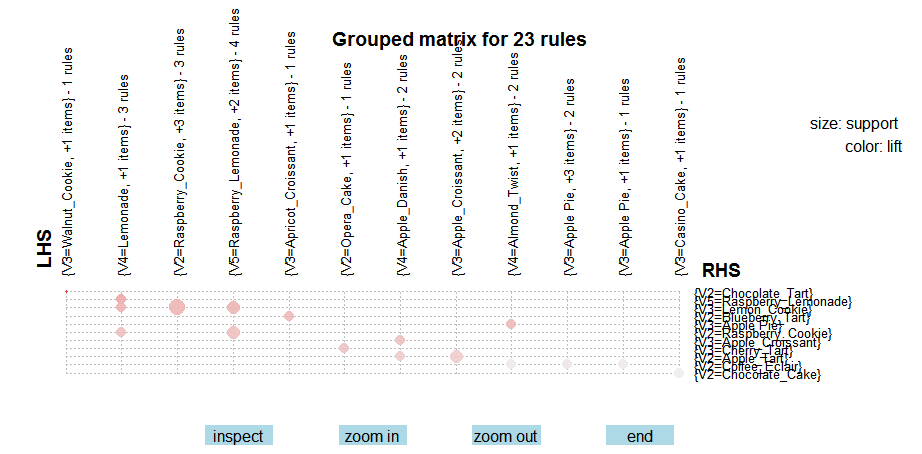 Grouped matrix for 23 rules
size: support
color: lift
LHS
{V3=Walnut_Cookie, +1 items} - 1 rules
{V4=Lemonade, +1 items} - 3 rules
{V2=Raspberry_Cookie, +3 items} - 3 rules
{V5=Raspberry_Lemonade, +2 items} - 4 rules
{V3=Apricot_Croissant, +1 items} - 1 rules
{V2=Opera_Cake, +1 items} - 1 rules
{V4=Apple_Danish, +1 items} - 2 rules
{V3=Apple_Croissant, +2 items} - 2 rules
{V4=Almond_Twist, +1 items} - 2 rules
{V3=Apple Pie, +3 items} - 2 rules
{V2=Apple Pie, +1 items} - 1 rules
{V3=Casino_Cake, +1 items} - 1 rules
RHS
{V2=Chocolate_Tart}
{V5=Raspberry_Lemonade}
{V3=Lemon_Cookie}
{V2=Blueberry_Tart}
{V3=Apple Pie}
{V2=Raspberry_Cookie}
{V3=Apple_Croissant}
{V3=Cherry_Tart}
{V2=Apple_Tart}
{V2=Coffee_Eclair}
{V2=Chocolate_Cake}
inspect
zoom in
zoom out
end